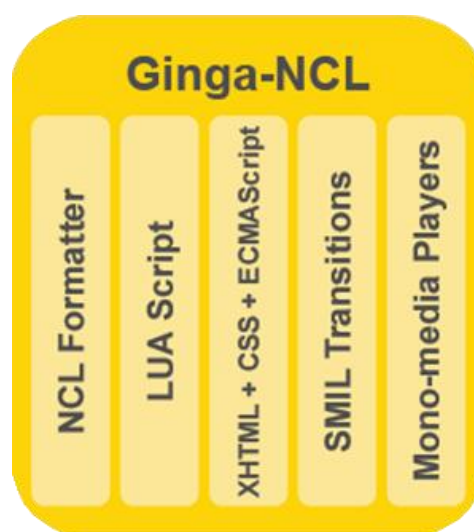 Ginga-NCL
NCL Formatter
LUA Script
XHTML + CSS + ECMAScript
SMIL Transitions
Mono-media Players